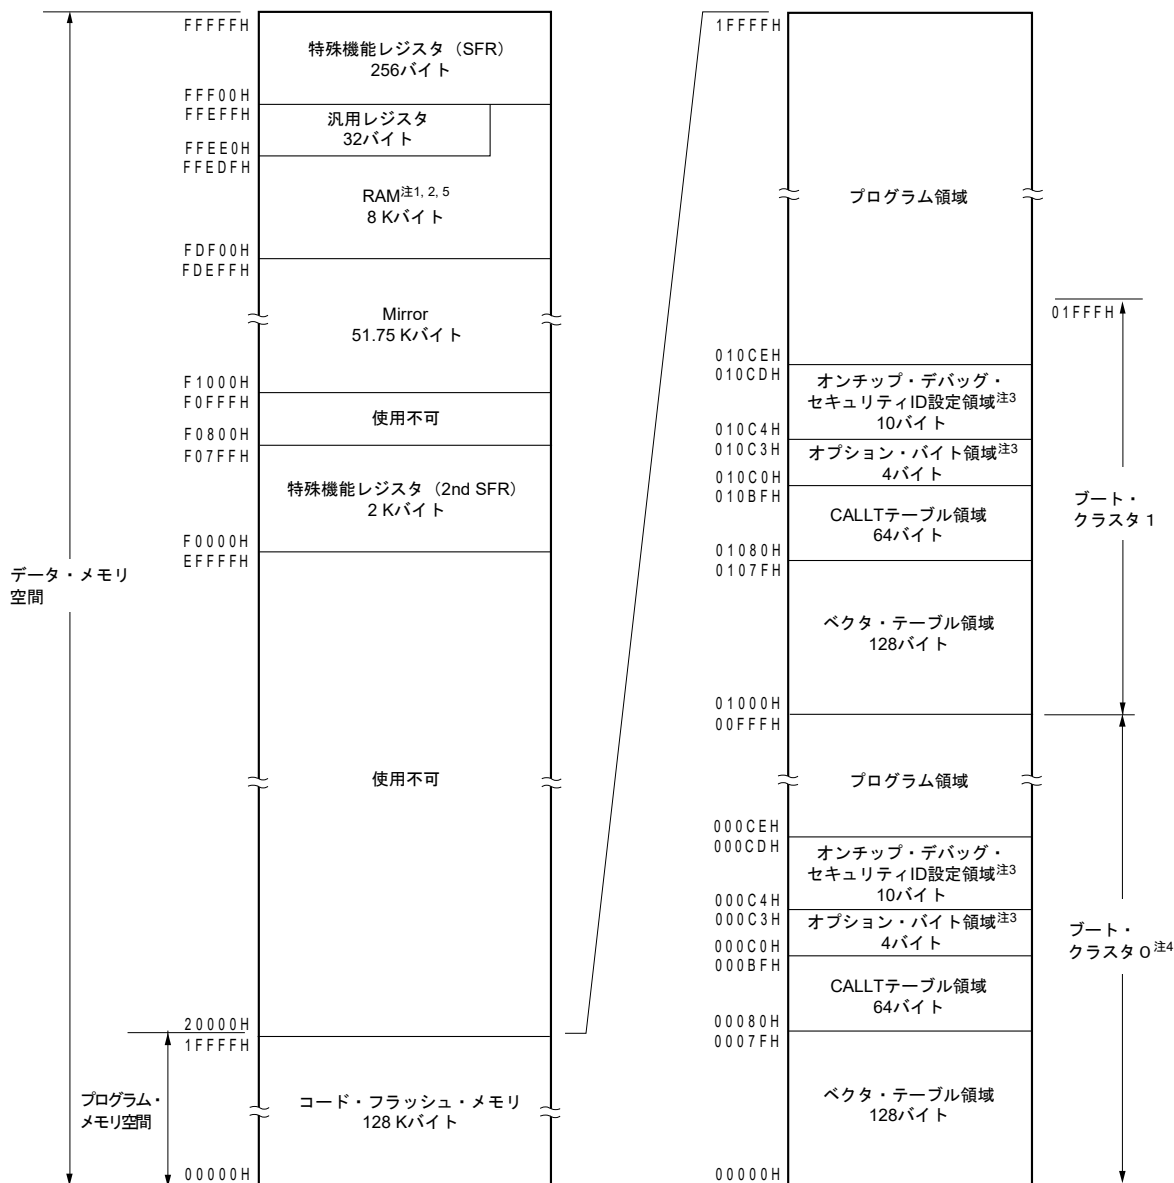 FFFFFH
特殊機能レジスタ（SFR）
256バイト
FFF00H
FFEFFH
汎用レジスタ
32バイト
FFEE0H
FFEDFH
RAM注1, 2, 5
8 Kバイト
FDF00H
FDEFFH
Mirror
51.75 Kバイト
F1000H
F0FFFH
使用不可
F0800H
F07FFH
特殊機能レジスタ（2nd SFR）
2 Kバイト
F0000H
EFFFFH
データ・メモリ
空間
使用不可
20000H
1FFFFH
プログラム・
メモリ空間
コード・フラッシュ・メモリ
128 Kバイト
00000H
1FFFFH
プログラム領域
01FFFH
010CEH
010CDH
オンチップ・デバッグ・
セキュリティID設定領域注3
10バイト
010C4H
010C3H
オプション・バイト領域注3
4バイト
010C0H
010BFH
CALLTテーブル領域
64バイト
ブート・
クラスタ 1
01080H
0107FH
ベクタ・テーブル領域
128バイト
01000H
00FFFH
プログラム領域
000CEH
000CDH
オンチップ・デバッグ・
セキュリティID設定領域注3
10バイト
000C4H
000C3H
オプション・バイト領域注3
4バイト
000C0H
000BFH
ブート・
クラスタ 0注4
CALLTテーブル領域
64バイト
00080H
0007FH
ベクタ・テーブル領域
128バイト
00000H